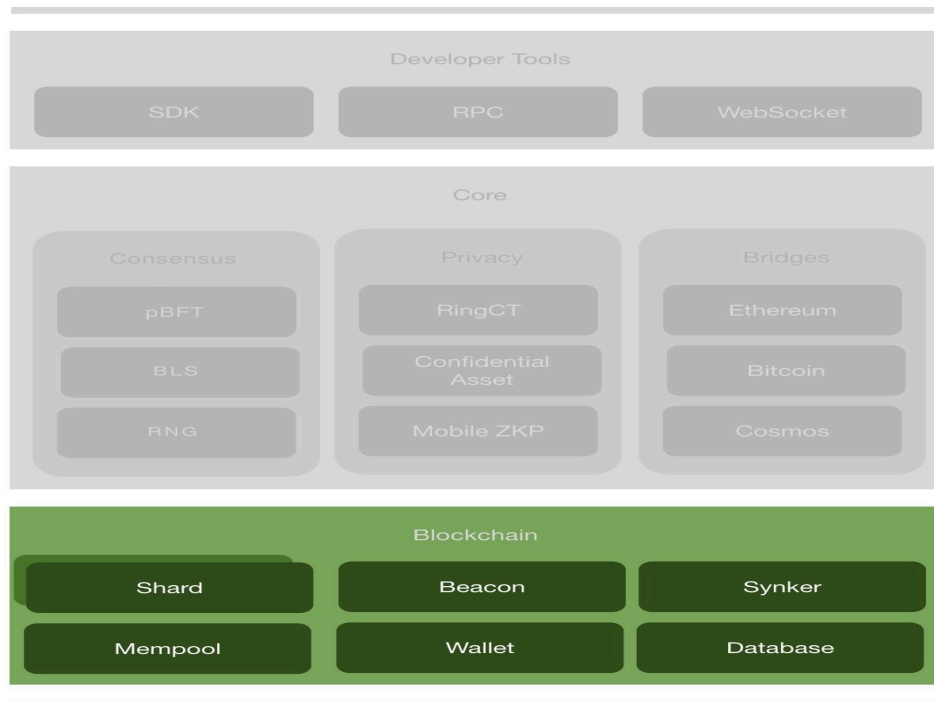 Developer Tools
SDK RPC WebSocket
Core
Consensus Privacy Bridges
pBFT RingCT Ethereum
BLS Confidential Asset Bitcoin
RNG Mobile ZKP Cosmos
Blockchain
Shard Beacon Synker
Mempool Wallet Database